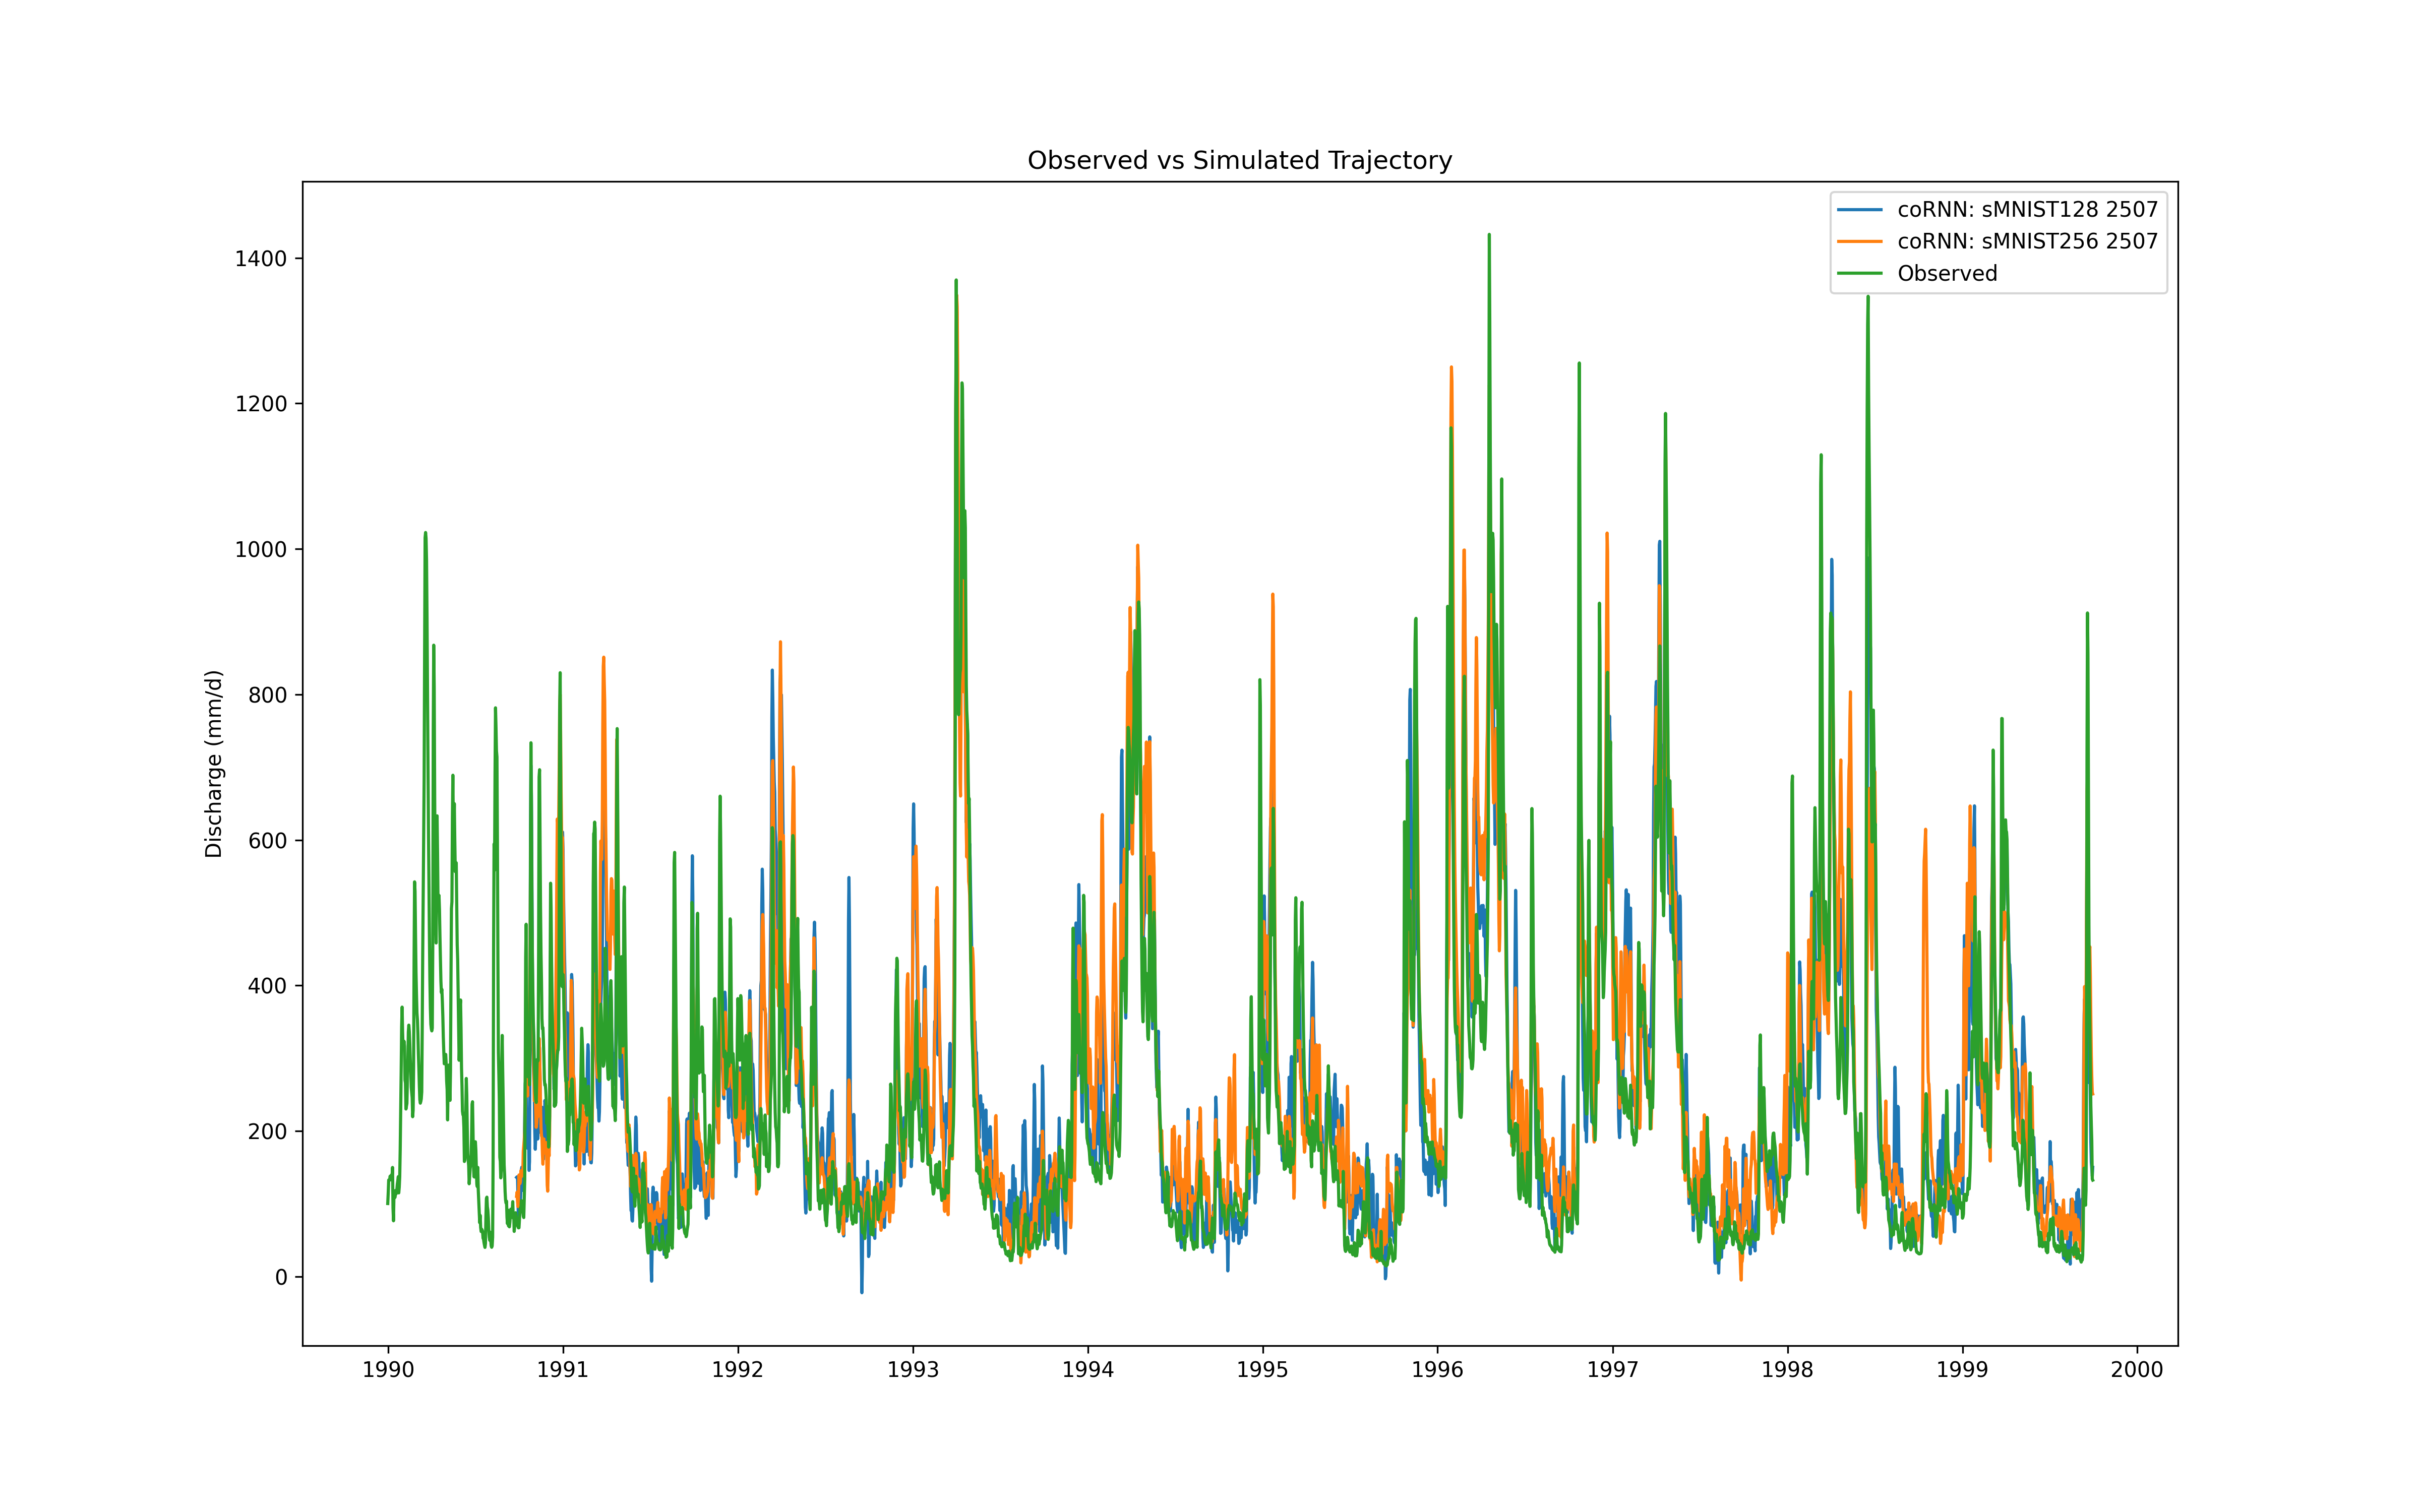 Observed vs Simulated Trajectory
coRNN: sMNIST128 2507
coRNN: sMNIST256 2507
Observed
Discharge (mm/d)
1400
1200
1000
800
600
400
200
0
1990 1991 1992 1993 1994 1995 1996 1997 1998 1999 2000